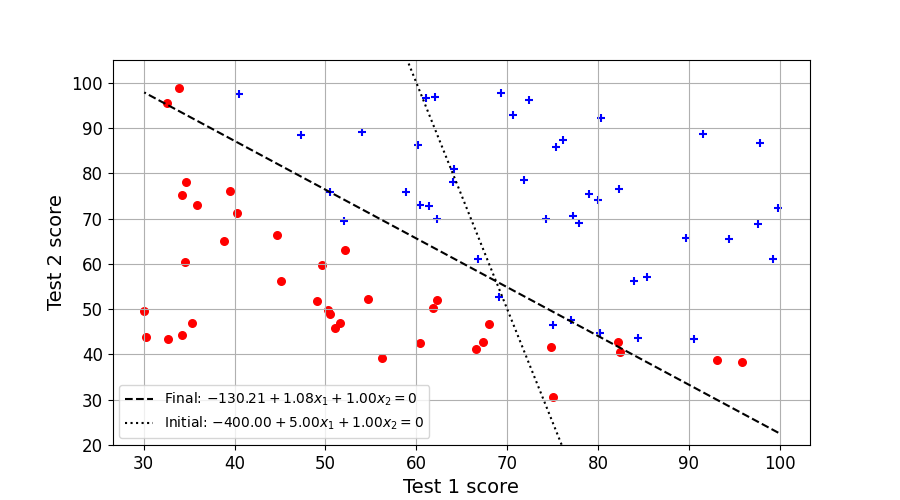 100
90
80
70
60
50
40
30
20
Test 2 score
Final: −130.21 + 1.08x₁ + 1.00x₂ = 0
Initial: −400.00 + 5.00x₁ + 1.00x₂ = 0
30 40 50 60 70 80 90 100
Test 1 score